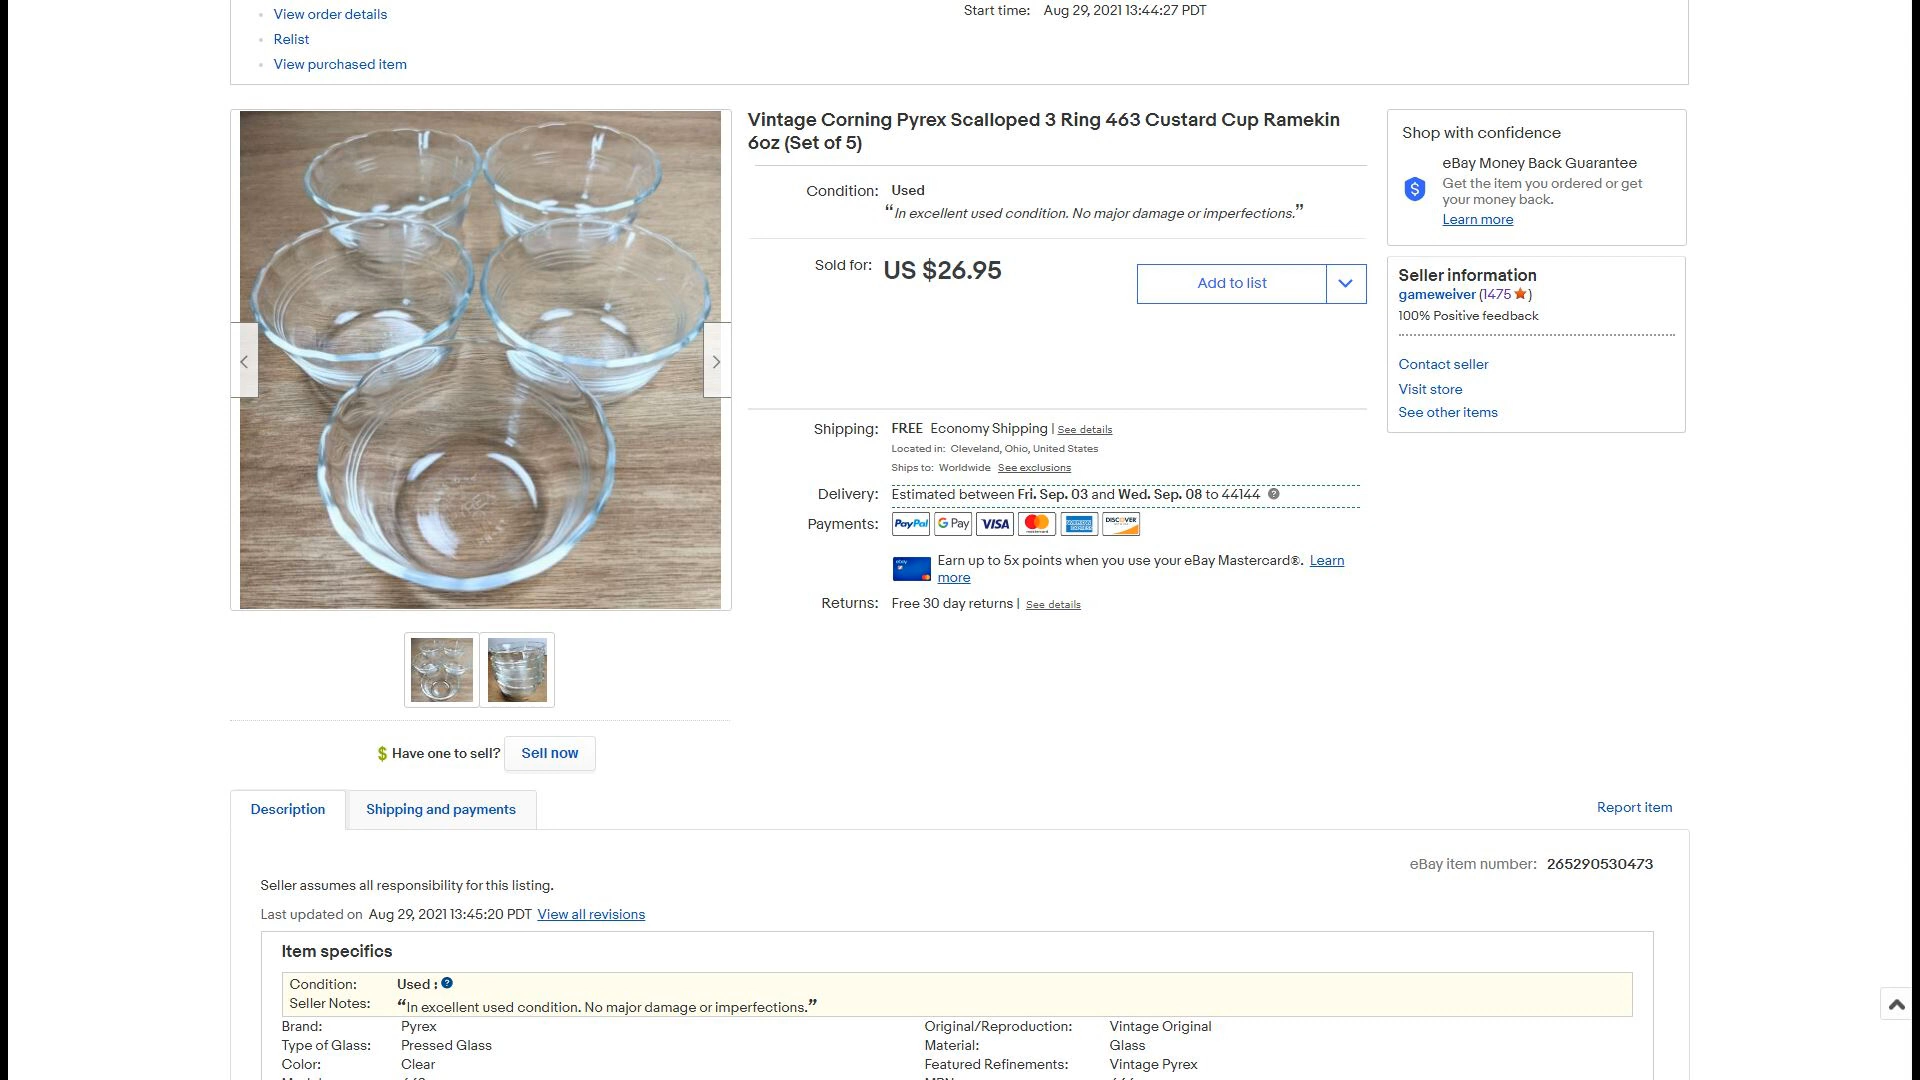 View order details
Relist
View purchased item
Start time: Aug 29, 2021 13:44:27 PDT
Vintage Corning Pyrex Scalloped 3 Ring 463 Custard Cup Ramekin
6oz (Set of 5)
Condition: Used
“In excellent used condition. No major damage or imperfections.”
Sold for: US $26.95
Add to list
Shipping: FREE Economy Shipping | See details
Located in: Cleveland, Ohio, United States
Ships to: Worldwide See exclusions
Delivery: Estimated between Fri. Sep. 03 and Wed. Sep. 08 to 44144
Payments: PayPal G Pay VISA mastercard AMERICAN EXPRESS DISCOVER
ebay
Earn up to 5x points when you use your eBay Mastercard®. Learn
more
Returns: Free 30 day returns | See details
Shop with confidence
eBay Money Back Guarantee
Get the item you ordered or get
your money back.
Learn more
Seller information
gameweiver (1475)
100% Positive feedback
Contact seller
Visit store
See other items
$ Have one to sell? Sell now
Description
Shipping and payments
Report item
eBay item number: 265290530473
Seller assumes all responsibility for this listing.
Last updated on Aug 29, 2021 13:45:20 PDT View all revisions
Item specifics
Condition: Used :
Seller Notes: “In excellent used condition. No major damage or imperfections.”
Brand: Pyrex
Original/Reproduction: Vintage Original
Type of Glass: Pressed Glass
Material: Glass
Color: Clear
Featured Refinements: Vintage Pyrex